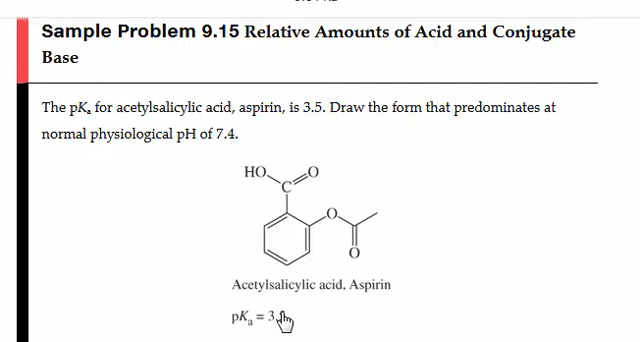 Sample Problem 9.15 Relative Amounts of Acid and Conjugate
Base
The pKₐ for acetylsalicylic acid, aspirin, is 3.5. Draw the form that predominates at
normal physiological pH of 7.4.
HO
O
C
O
O
Acetylsalicylic acid, Aspirin
pKₐ = 3.